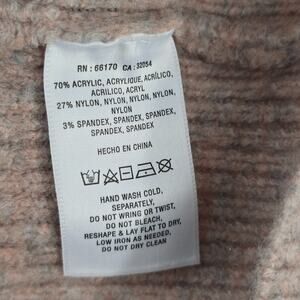 RN : 66170 CA : 32054
70% ACRYLIC, ACRYLIQUE, ACRÍLICO,
ACRILICO, ACRYL
27% NYLON, NYLON, NYLON, NYLON,
NYLON
3% SPANDEX, SPANDEX, SPANDEX,
SPANDEX, SPANDEX
HECHO EN CHINA
HAND WASH COLD,
SEPARATELY,
DO NOT WRING OR TWIST,
DO NOT BLEACH,
RESHAPE & LAY FLAT TO DRY,
LOW IRON AS NEEDED,
DO NOT DRY CLEAN